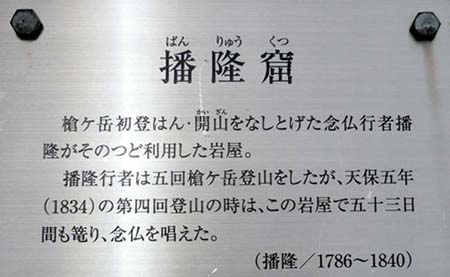 ばん りゅう くつ
播隆窟
かい ざん
槍ケ岳初登はん・開山をなしとげた念仏行者播
隆がそのつど利用した岩屋。
播隆行者は五回槍ケ岳登山をしたが、天保五年
(1834)の第四回登山の時は、この岩屋で五十三日
間も篭り、念仏を唱えた。
(播隆／1786〜1840)